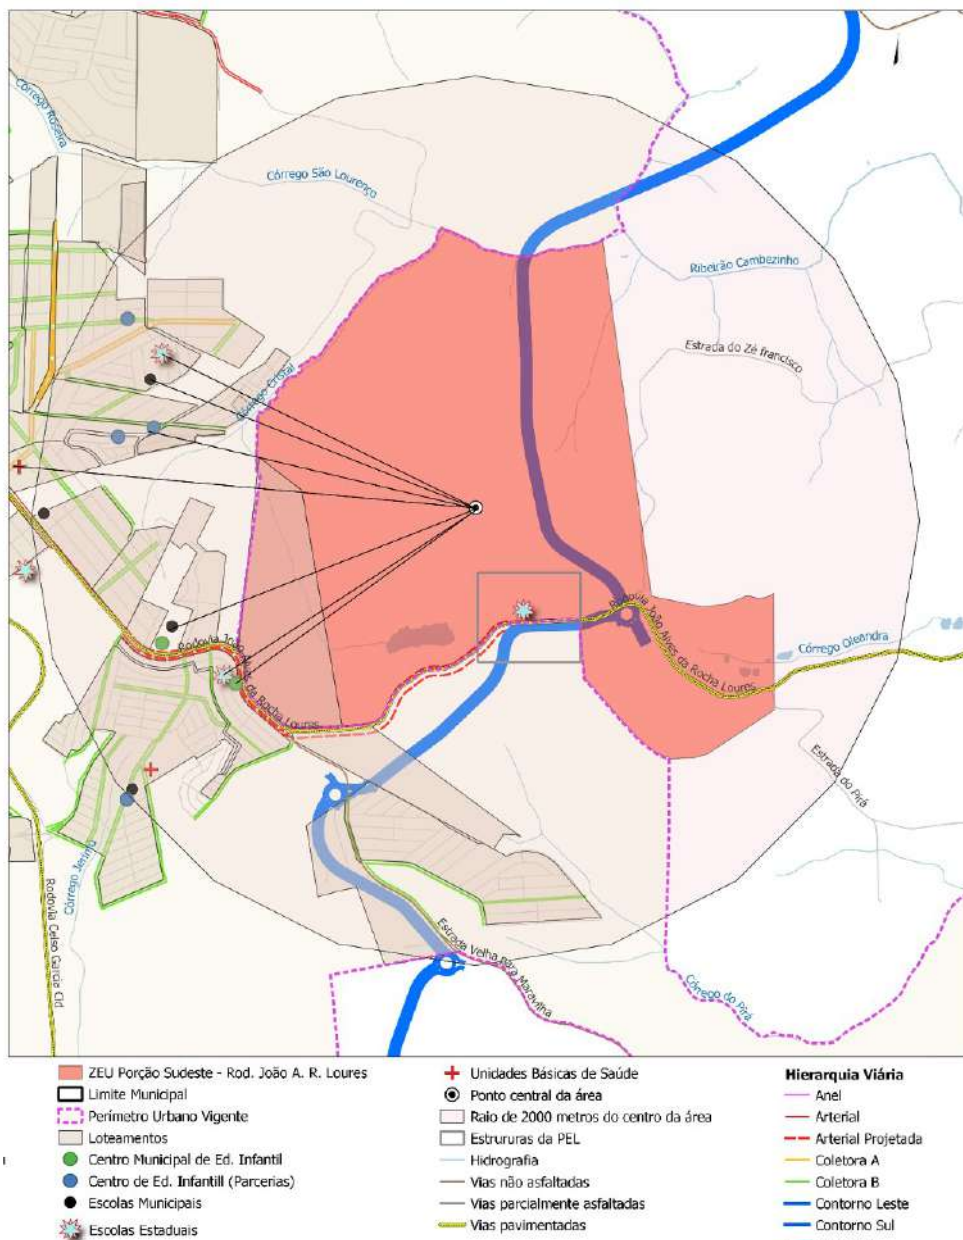 Córrego Roseira
Córrego São Lourenço
Ribeirão Cambezinho
Estrada do Zé francisco
Córrego Cristal
Rodovia João Alves da Rocha Loures
Rodovia João Alves da Rocha Loures
Córrego Oleandra
Estrada do Pirá
Rodovia Celso Garcia Cid
Estrada Velha para Maravilha
Córrego do Pirá
ZEU Porção Sudeste - Rod. João A. R. Loures
Limite Municipal
Perímetro Urbano Vigente
Loteamentos
Centro Municipal de Ed. Infantil
Centro de Ed. Infantill (Parcerias)
Escolas Municipais
Escolas Estaduais
Unidades Básicas de Saúde
Ponto central da área
Raio de 2000 metros do centro da área
Estrururas da PEL
Hidrografia
Vias não asfaltadas
Vias parcialmente asfaltadas
Vias pavimentadas
Hierarquia Viária
Anel
Arterial
Arterial Projetada
Coletora A
Coletora B
Contorno Leste
Contorno Sul